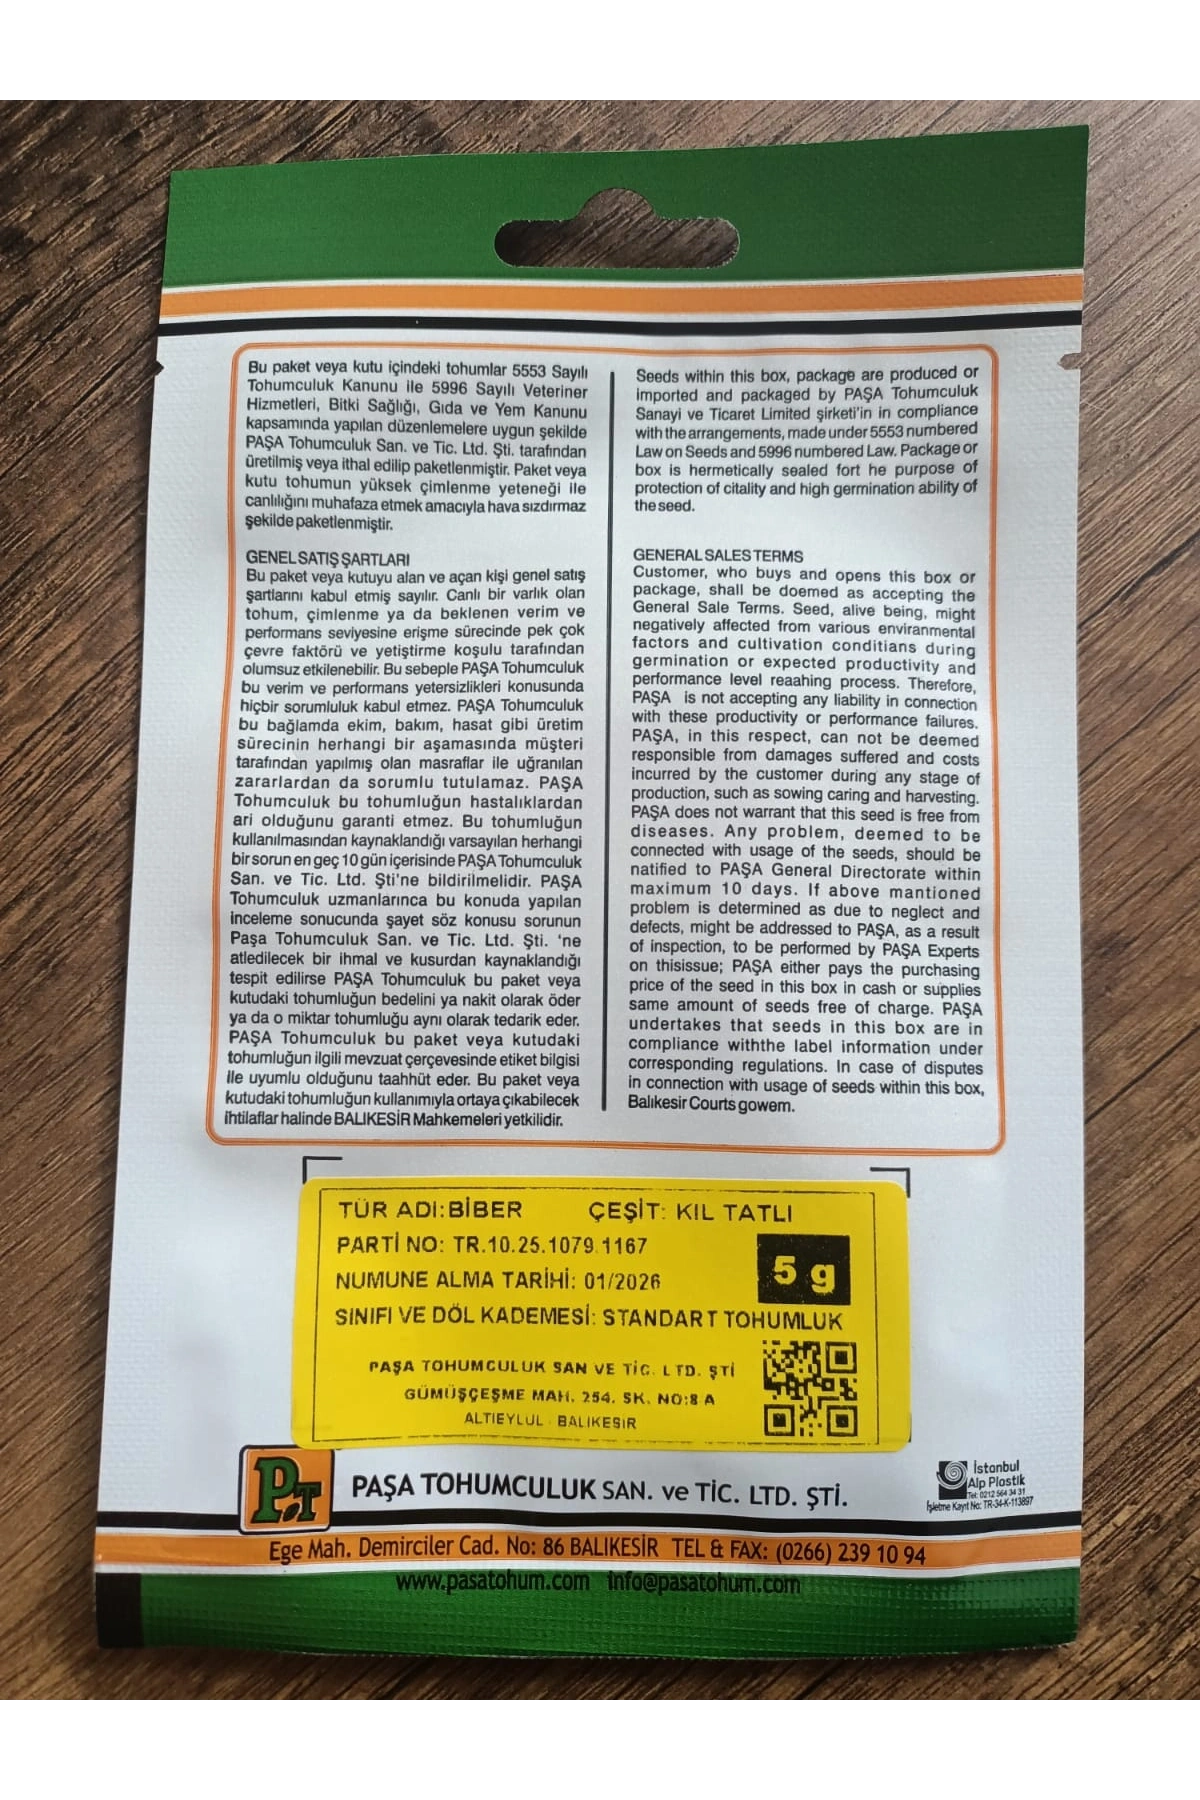 Bu paket veya kutu içindeki tohumlar 5553 Sayılı
Tohumculuk Kanunu ile 5996 Sayılı Veteriner
Hizmetleri, Bitki Sağlığı, Gıda ve Yem Kanunu
kapsamında yapılan düzenlemelere uygun şekilde
PAŞA Tohumculuk San. ve Tic. Ltd. Şti. tarafından
üretilmiş veya ithal edilip paketlenmiştir. Paket veya
kutu tohumun yüksek çimlenme yeteneği ile
canlılığını muhafaza etmek amacıyla hava sızdırmaz
şekilde paketlenmiştir.
GENEL SATIŞ ŞARTLARI
Bu paket veya kutuyu alan ve açan kişi genel satış
şartlarını kabul etmiş sayılır. Canlı bir varlık olan
tohum, çimlenme ya da beklenen verim ve
performans seviyesine erişme sürecinde pek çok
çevre faktörü ve yetiştirme koşulu tarafından
olumsuz etkilenebilir. Bu sebeple PAŞA Tohumculuk
bu verim ve performans yetersizlikleri konusunda
hiçbir sorumluluk kabul etmez. PAŞA Tohumculuk
bu bağlamda ekim, bakım, hasat gibi üretim
sürecinin herhangi bir aşamasında müşteri
tarafından yapılmış olan masraflar ile uğranılan
zararlardan da sorumlu tutulamaz. PAŞA
Tohumculuk bu tohumluğun hastalıklardan
ari olduğunu garanti etmez. Bu tohumluğun
kullanılmasından kaynaklandığı varsayılan herhangi
bir sorun en geç 10 gün içerisinde PAŞA Tohumculuk
San. ve Tic. Ltd. Şti'ne bildirilmelidir. PAŞA
Tohumculuk uzmanlarınca bu konuda yapılan
inceleme sonucunda şayet söz konusu sorunun
Paşa Tohumculuk San. ve Tic. Ltd. Şti. 'ne
atledilecek bir ihmal ve kusurdan kaynaklandığı
tespit edilirse PAŞA Tohumculuk bu paket veya
kutudaki tohumluğun bedelini ya nakit olarak öder
ya da o miktar tohumluğu aynı olarak tedarik eder.
PAŞA Tohumculuk bu paket veya kutudaki
tohumluğun ilgili mevzuat çerçevesinde etiket bilgisi
ile uyumlu olduğunu taahhüt eder. Bu paket veya
kutudaki tohumluğun kullanımıyla ortaya çıkabilecek
ihtilaflar halinde BALIKESİR Mahkemeleri yetkilidir.
Seeds within this box, package are produced or
imported and packaged by PAŞA Tohumculuk
Sanayi ve Ticaret Limited şirketi'in in compliance
with the arrangements, made under 5553 numbered
Law on Seeds and 5996 numbered Law. Package or
box is hermetically sealed fort he purpose of
protection of citality and high germination ability of
the seed.
GENERAL SALES TERMS
Customer, who buys and opens this box or
package, shall be doemed as accepting the
General Sale Terms. Seed, alive being, might
negatively affected from various enviranmental
factors and cultivation conditians during
germination or expected productivity and
performance level reaahing process. Therefore,
PAŞA is not accepting any liability in connection
with these productivity or performance failures.
PAŞA, in this respect, can not be deemed
responsible from damages suffered and costs
incurred by the customer during any stage of
production, such as sowing caring and harvesting.
PAŞA does not warrant that this seed is free from
diseases. Any problem, deemed to be
connected with usage of the seeds, should be
natified to PAŞA General Directorate within
maximum 10 days. If above mantioned
problem is determined as due to neglect and
defects, might be addressed to PAŞA, as a result
of inspection, to be performed by PAŞA Experts
on thisissue; PAŞA either pays the purchasing
price of the seed in this box in cash or supplies
same amount of seeds free of charge. PAŞA
undertakes that seeds in this box are in
compliance withthe label information under
corresponding regulations. In case of disputes
in connection with usage of seeds within this box,
Balıkesir Courts gowern.
TÜR ADI: BİBER ÇEŞİT: KIL TATLI
PARTİ NO: TR.10.25.1079.1167
5 g
NUMUNE ALMA TARİHİ: 01/2026
SINIFI VE DÖL KADEMESİ: STANDART TOHUMLUK
PAŞA TOHUMCULUK SAN VE TİC. LTD. ŞTİ
GÜMÜŞÇEŞME MAH. 254. SK. NO:8 A
ALTIEYLUL BALIKESIR
PT PAŞA TOHUMCULUK SAN. ve TİC. LTD. ŞTİ.
İstanbul
Alp Plastik
Tel: 0212 564 34 31
İşletme Kayıt No: TR-34-K-113897
Ege Mah. Demirciler Cad. No: 86 BALIKESİR TEL & FAX: (0266) 239 10 94
www.pasatohum.com info@pasatohum.com